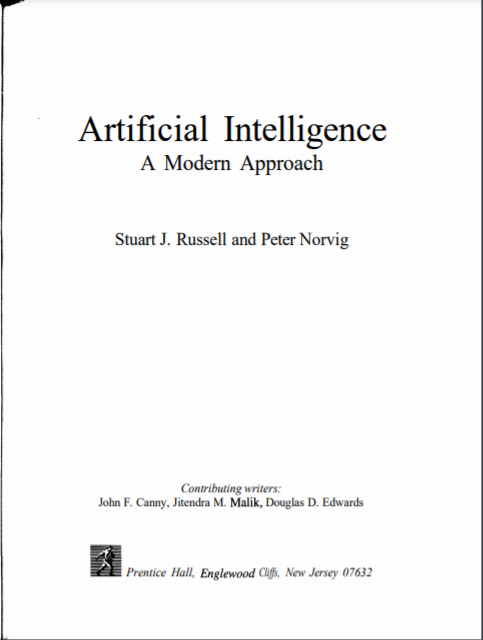 Artificial Intelligence
A Modern Approach
Stuart J. Russell and Peter Norvig
Contributing writers:
John F. Canny, Jitendra M. Malik, Douglas D. Edwards
Prentice Hall, Englewood Cliffs, New Jersey 07632